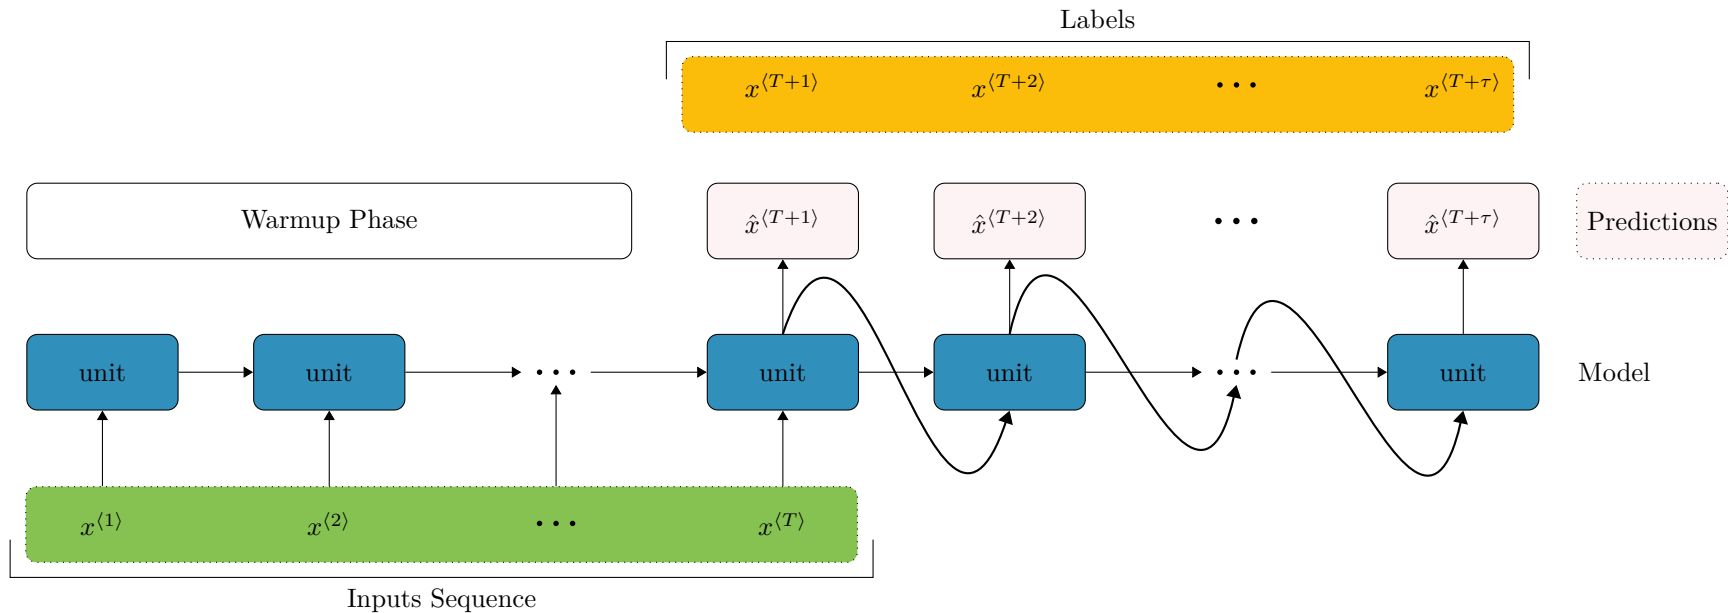 Labels
x^⟨T+1⟩ x^⟨T+2⟩ ··· x^⟨T+τ⟩
Warmup Phase x̂^⟨T+1⟩ x̂^⟨T+2⟩ ··· x̂^⟨T+τ⟩ Predictions
unit unit ··· unit unit ··· unit Model
x^⟨1⟩ x^⟨2⟩ ··· x^⟨T⟩
Inputs Sequence